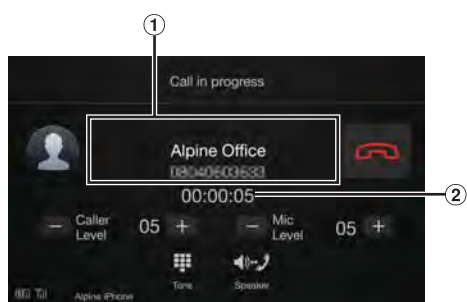 ①
Call in progress
Alpine Office
08040603633
00:00:05 ②
− Caller Level 05 + − Mic Level 05 +
Tone Speaker
Alpine iPhone